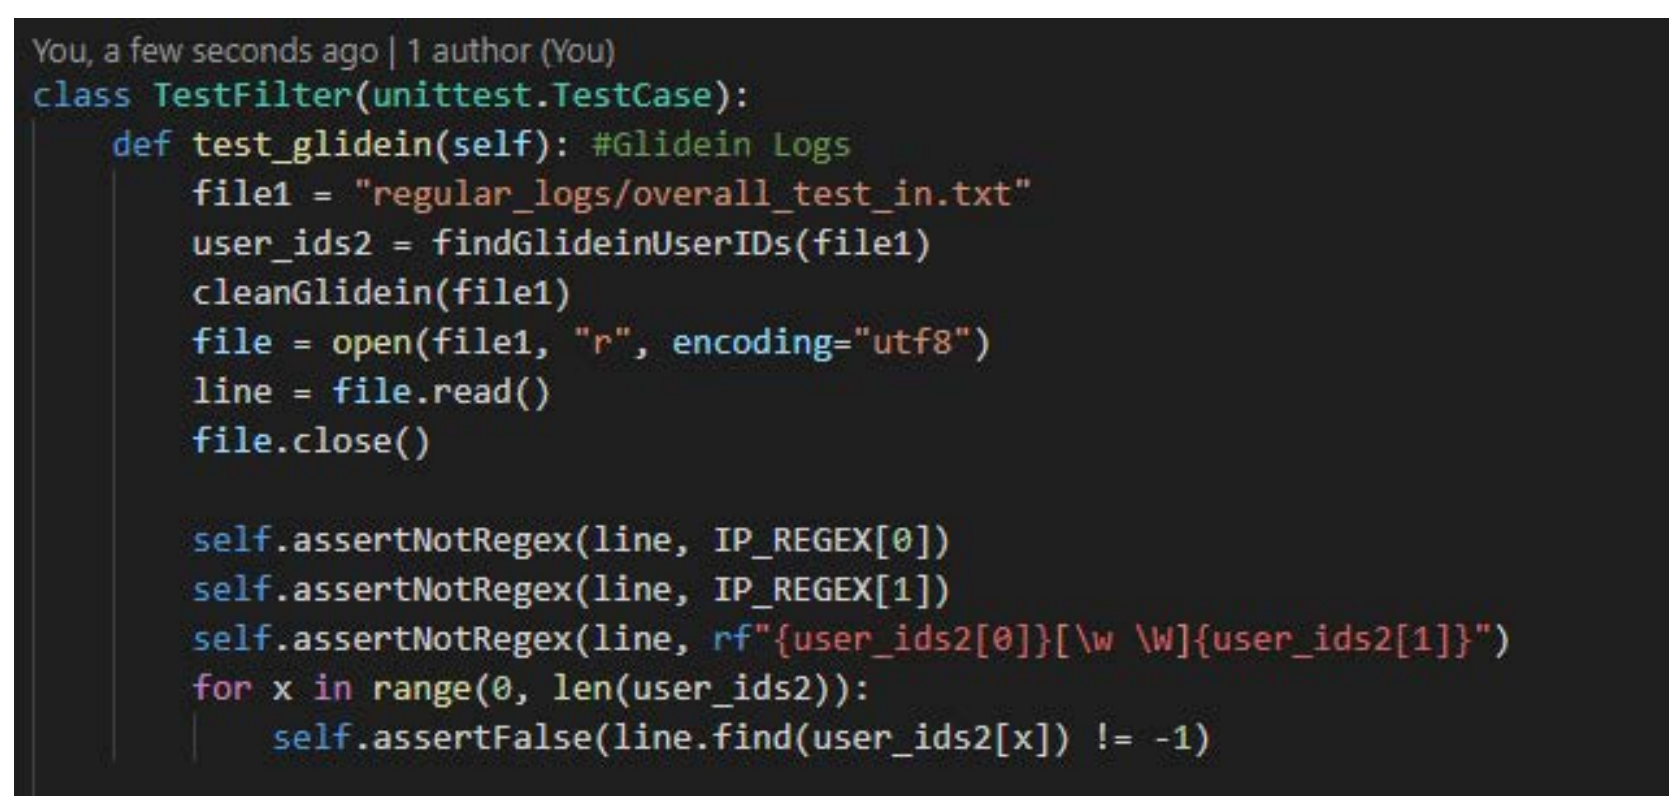 You, a few seconds ago | 1 author (You)
class TestFilter(unittest.TestCase):
    def test_glidein(self): #Glidein Logs
        file1 = "regular_logs/overall_test_in.txt"
        user_ids2 = findGlideinUserIDs(file1)
        cleanGlidein(file1)
        file = open(file1, "r", encoding="utf8")
        line = file.read()
        file.close()

        self.assertNotRegex(line, IP_REGEX[0])
        self.assertNotRegex(line, IP_REGEX[1])
        self.assertNotRegex(line, rf"{user_ids2[0]}[\w \W]{user_ids2[1]}")
        for x in range(0, len(user_ids2)):
            self.assertFalse(line.find(user_ids2[x]) != -1)